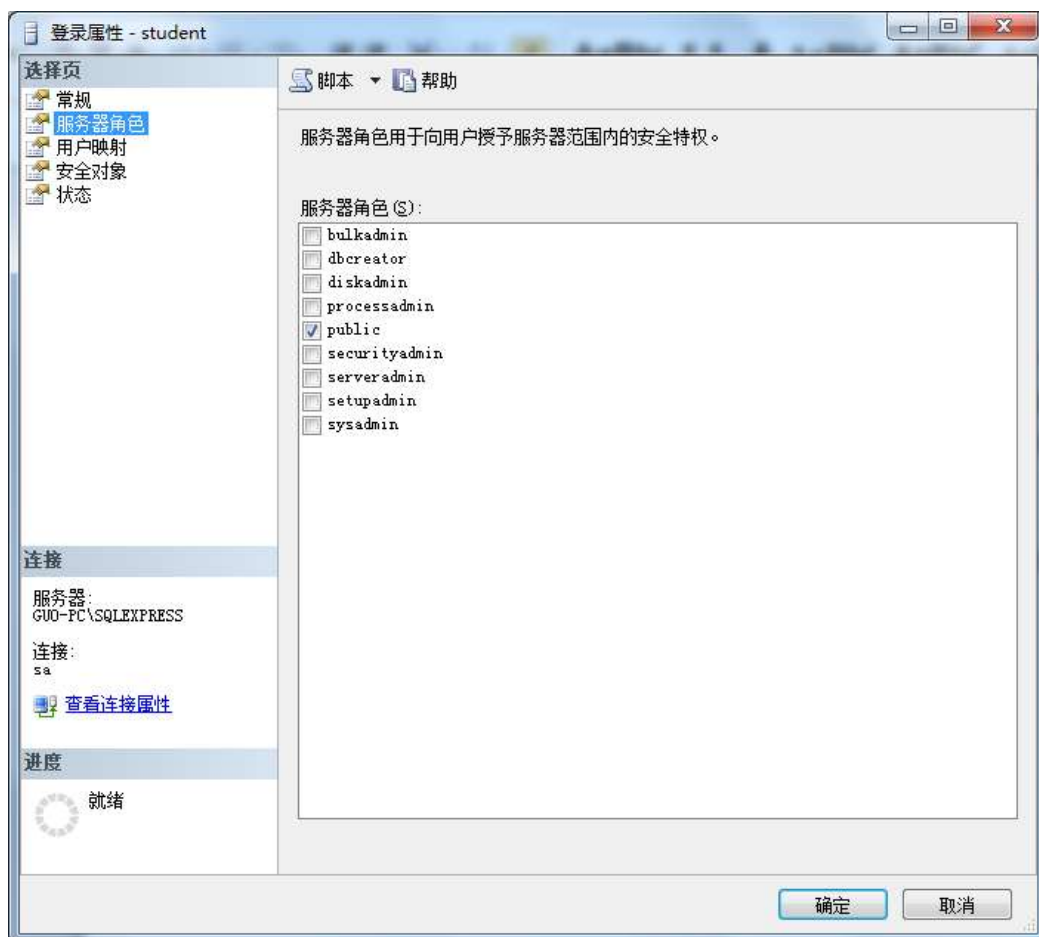 登录属性 - student
选择页
常规
服务器角色
用户映射
安全对象
状态
脚本 帮助
服务器角色用于向用户授予服务器范围内的安全特权。
服务器角色(S):
bulkadmin
dbcreator
diskadmin
processadmin
public
securityadmin
serveradmin
setupadmin
sysadmin
连接
服务器:
GUO-PC\SQLEXPRESS
连接:
sa
查看连接属性
进度
就绪
确定 取消